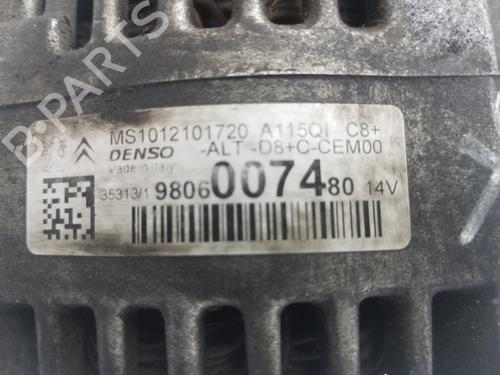 MS1012101720 A115QI C8+
DENSO -ALT -D8+C-CEM00
Made in Italy
35313/1 9806007480 14V
B-PARTS